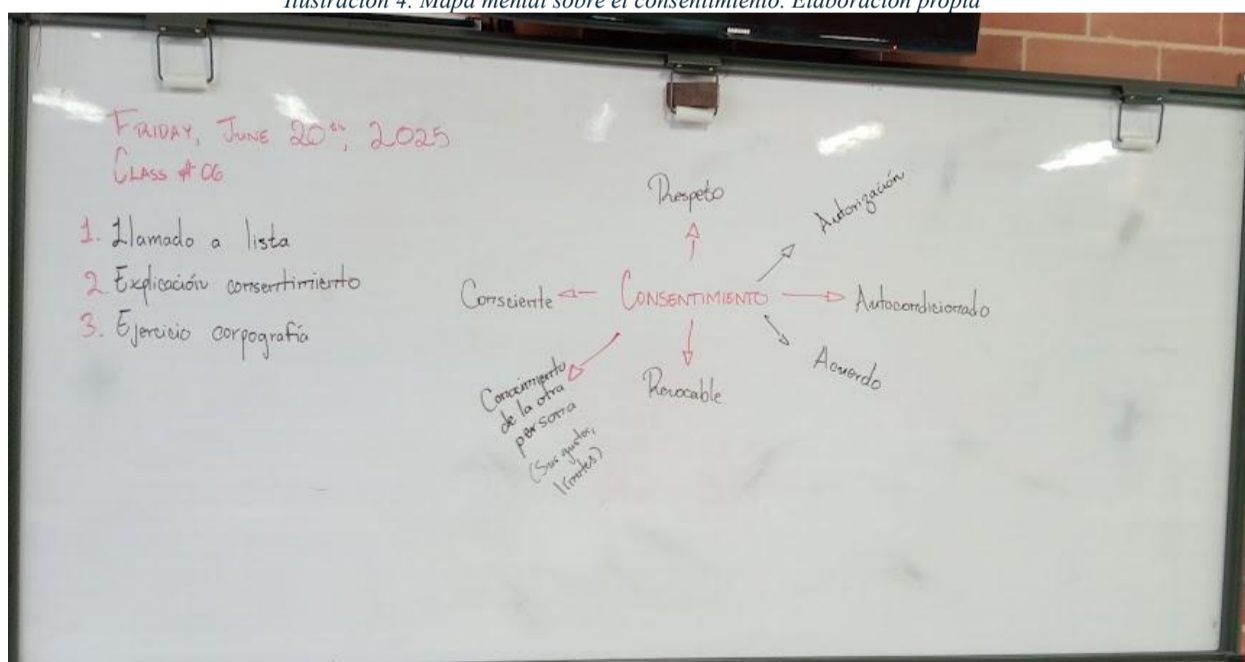 Ilustración 4. Mapa mental sobre el consentimiento. Elaboración propia
FRIDAY, JUNE 20th, 2025
CLASS #06
1. Llamado a lista
2 Explicación consentimiento
3. Ejercicio corpografía
Respeto
Autorización
Consciente
CONSENTIMIENTO
Autocondicionado
Acuerdo
Revocable
Conocimiento
de la otra
persona
(Sus gustos,
límites)